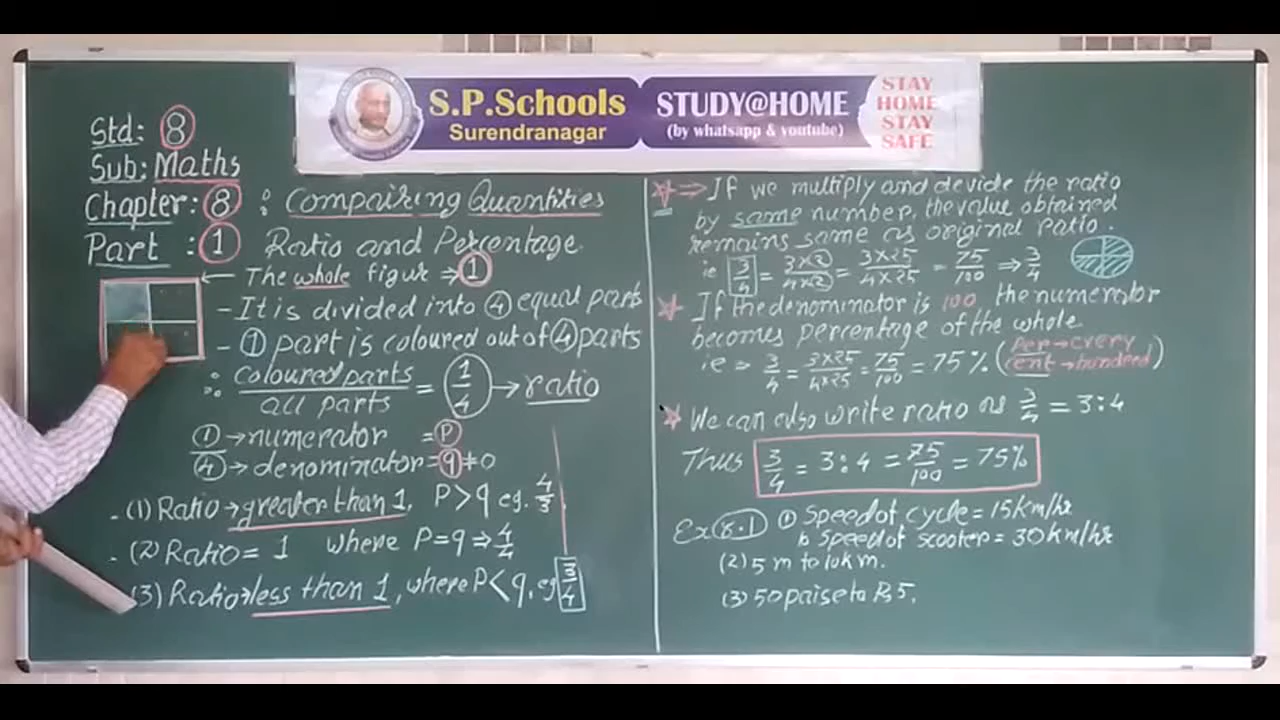 S.P.Schools
Surendranagar
STUDY@HOME
(by whatsapp & youtube)
STAY
HOME
STAY
SAFE
Std: 8
Sub: Maths
Chapter: 8 : Compairing Quantities
Part : 1 Ratio and Percentage
← The whole figure ⇒ 1
- It is divided into 4 equal parts
- 1 part is coloured out of 4 parts
∴ coloured parts / all parts = 1/4 → ratio
1 → numerator = P
4 → denominator = q ≠ 0
- (1) Ratio → greater than 1, P > q eg. 4/3
- (2) Ratio = 1 where P = q ⇒ 4/4
(3) Ratio → less than 1, where P < q, eg 3/4
⇒ If we multiply and devide the ratio
by same number, the value obtained
remains same as original ratio.
ie 3/4 = 3×2/4×2 = 3×25/4×25 = 75/100 ⇒ 3/4
If the denominator is 100, the numerator
becomes percentage of the whole
ie ⇒ 3/4 = 3×25/4×25 = 75/100 = 75% (per → every
cent → hundred)
We can also write ratio as 3/4 = 3:4
Thus 3/4 = 3:4 = 75/100 = 75%
Ex (8.1) ① Speed of cycle = 15 km/hr
to Speed of scooter = 30 km/hr
(2) 5 m to 10 km.
(3) 50 paise to Rs 5.